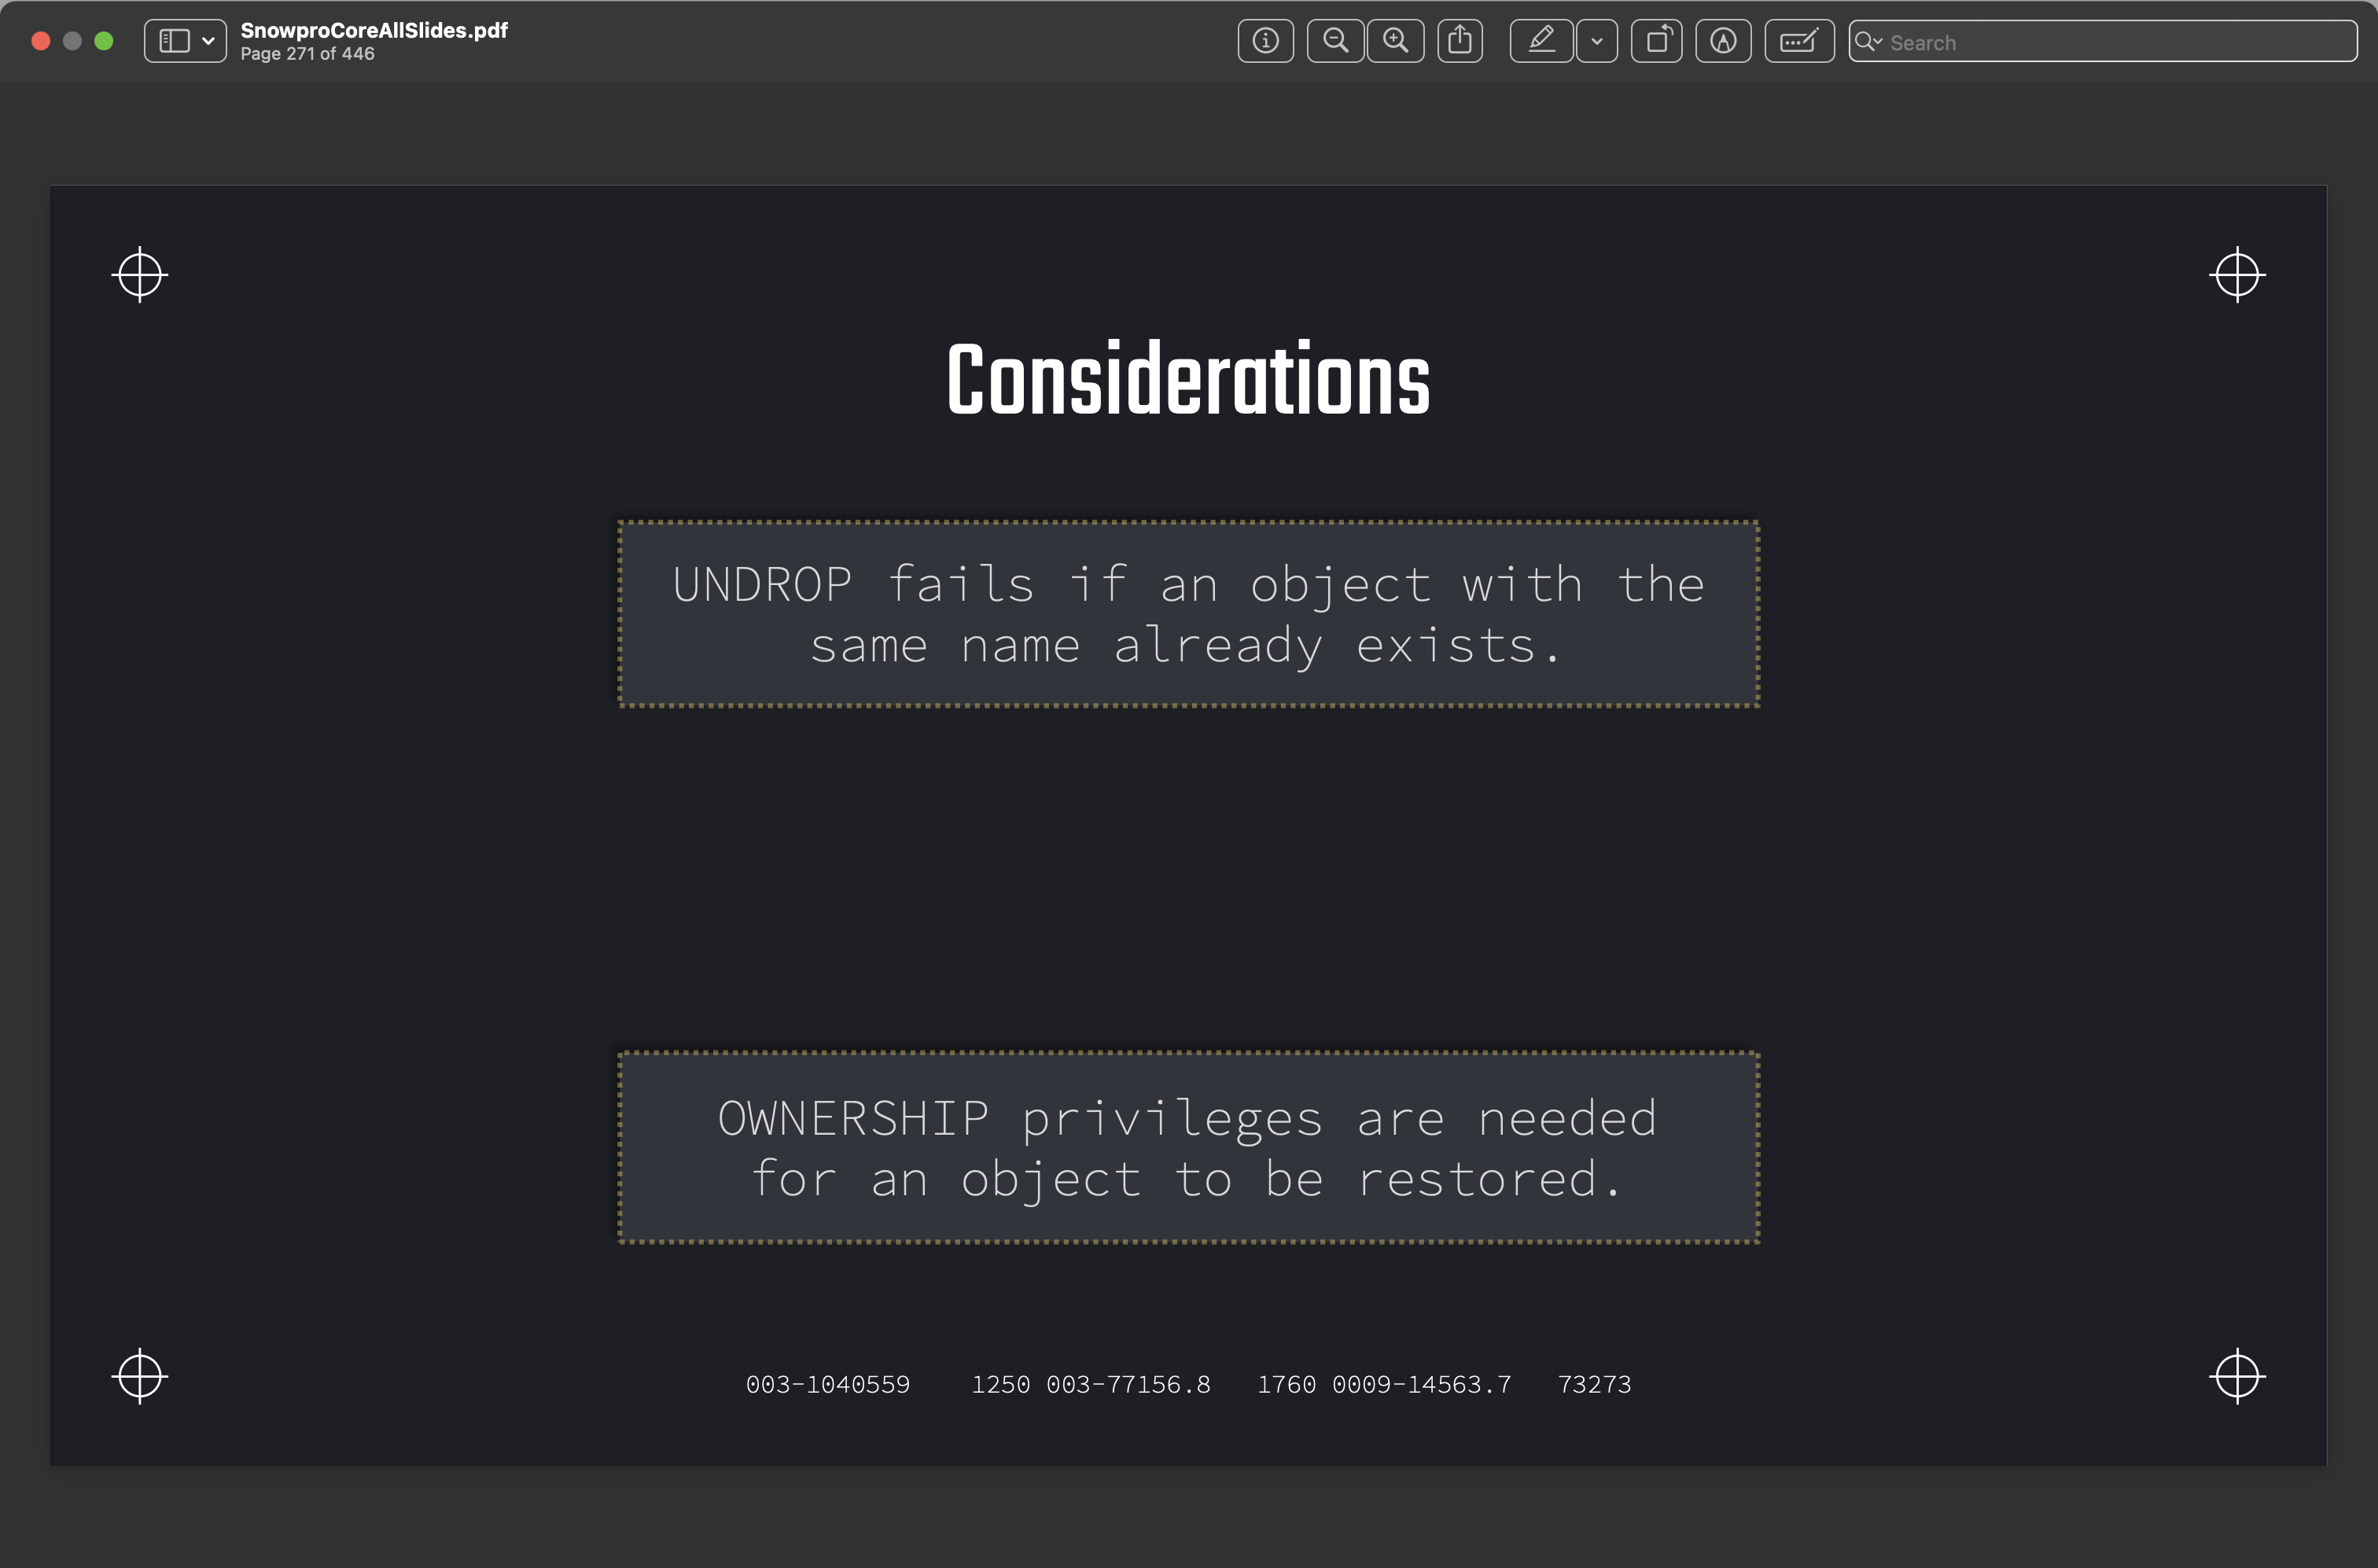 SnowproCoreAllSlides.pdf
Page 271 of 446
Search
Considerations
UNDROP fails if an object with the
same name already exists.
OWNERSHIP privileges are needed
for an object to be restored.
003-1040559 1250 003-77156.8 1760 0009-14563.7 73273